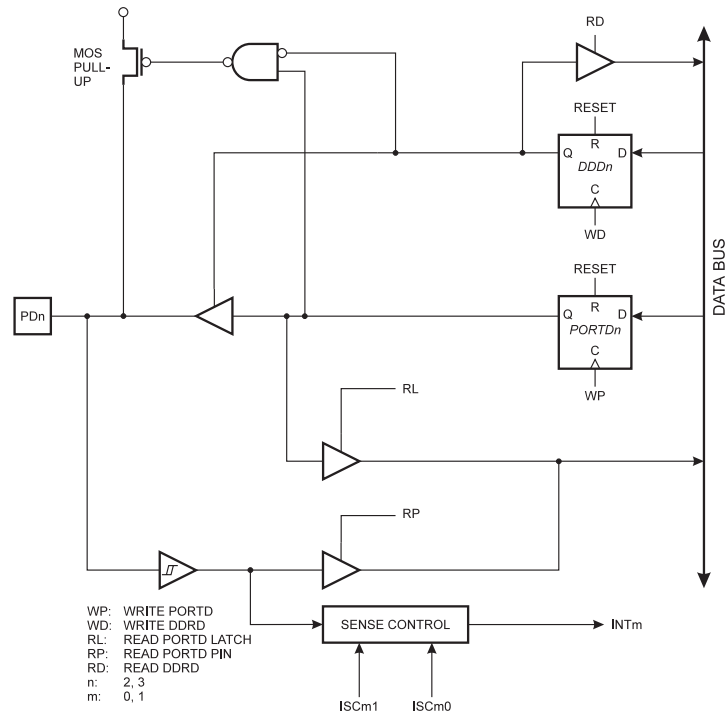 RD
MOS
PULL-
UP
RESET
R
Q
D
DDDn
C
WD
DATA BUS
RESET
PDn
R
Q
D
PORTDn
C
WP
RL
RP
WP: WRITE PORTD
WD: WRITE DDRD
RL: READ PORTD LATCH
RP: READ PORTD PIN
RD: READ DDRD
n: 2, 3
m: 0, 1
SENSE CONTROL
INTm
ISCm1
ISCm0